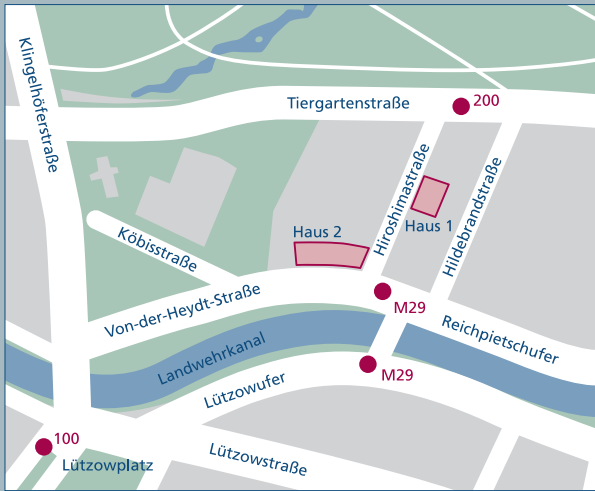 Klingelhöferstraße
Tiergartenstraße
200
Hiroshimastraße
Haus 1
Hildebrandstraße
Haus 2
Köbisstraße
Von-der-Heydt-Straße
M29
Reichpietschufer
Landwehrkanal
Lützowufer
M29
100
Lützowplatz
Lützowstraße